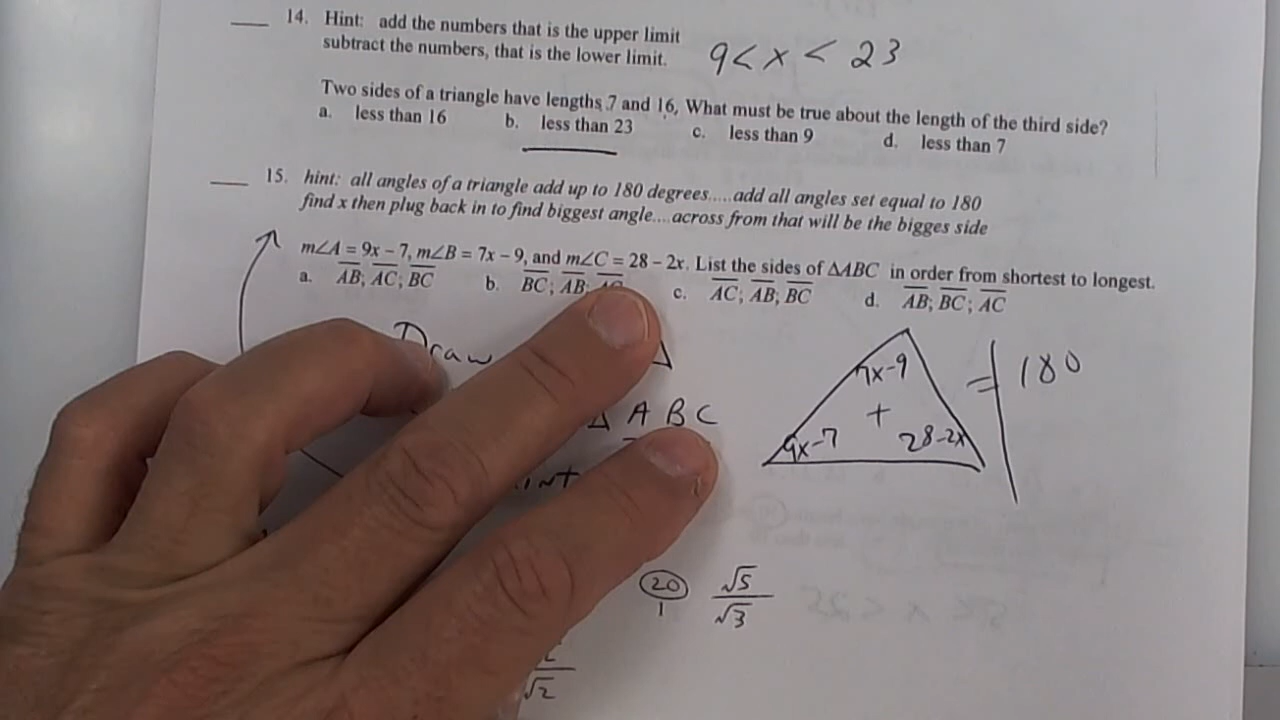 14. Hint: add the numbers that is the upper limit
subtract the numbers, that is the lower limit.
9 < x < 23
Two sides of a triangle have lengths 7 and 16. What must be true about the length of the third side?
a. less than 16 b. less than 23 c. less than 9 d. less than 7
15. hint: all angles of a triangle add up to 180 degrees.....add all angles set equal to 180
find x then plug back in to find biggest angle....across from that will be the bigges side
m∠A = 9x – 7, m∠B = 7x – 9, and m∠C = 28 – 2x. List the sides of ΔABC in order from shortest to longest.
a. AB; AC; BC b. BC; AB; AC c. AC; AB; BC d. AB; BC; AC
Draw Δ
Δ ABC
7x-9
+
9x-7 28-2x
= 180
20
1
√5
√3
√2